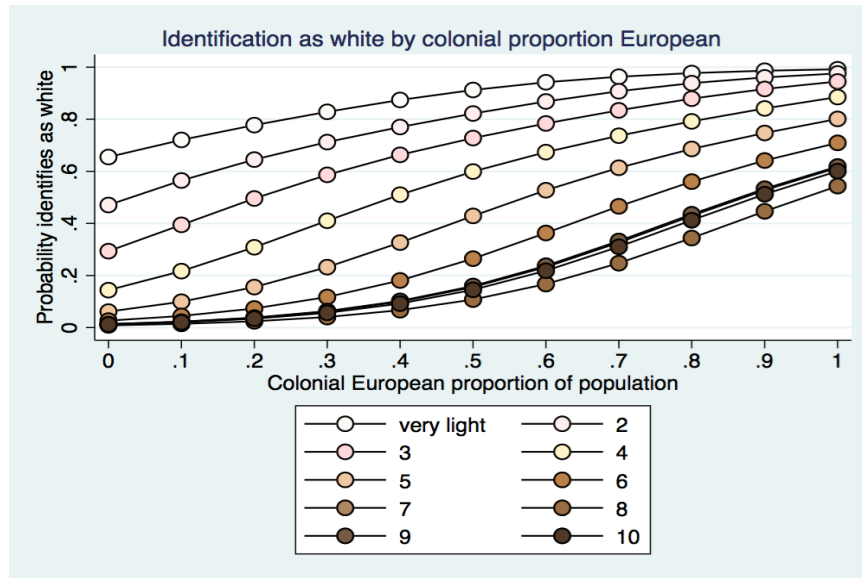 Identification as white by colonial proportion European
Probability identifies as white
1
.8
.6
.4
.2
0
0 .1 .2 .3 .4 .5 .6 .7 .8 .9 1
Colonial European proportion of population
very light 2
3 4
5 6
7 8
9 10